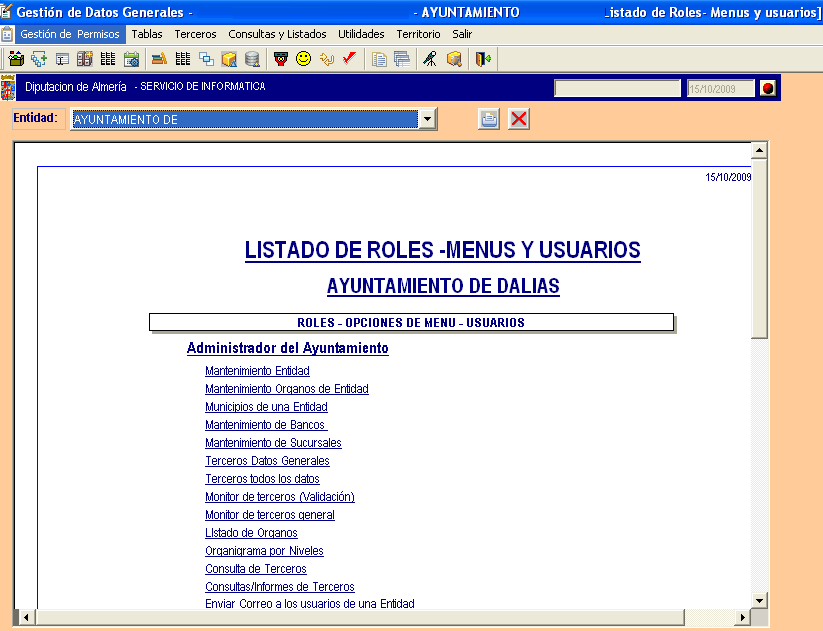 Gestión de Datos Generales - - AYUNTAMIENTO Listado de Roles- Menus y usuarios]
Gestión de Permisos Tablas Terceros Consultas y Listados Utilidades Territorio Salir
Diputacion de Almería - SERVICIO DE INFORMATICA 15/10/2009
Entidad: AYUNTAMIENTO DE
15/10/2009
LISTADO DE ROLES -MENUS Y USUARIOS
AYUNTAMIENTO DE DALIAS
ROLES - OPCIONES DE MENU - USUARIOS
Administrador del Ayuntamiento
Mantenimiento Entidad
Mantenimiento Organos de Entidad
Municipios de una Entidad
Mantenimiento de Bancos
Mantenimiento de Sucursales
Terceros Datos Generales
Terceros todos los datos
Monitor de terceros (Validación)
Monitor de terceros general
LIstado de Organos
Organigrama por Niveles
Consulta de Terceros
Consultas/Informes de Terceros
Enviar Correo a los usuarios de una Entidad